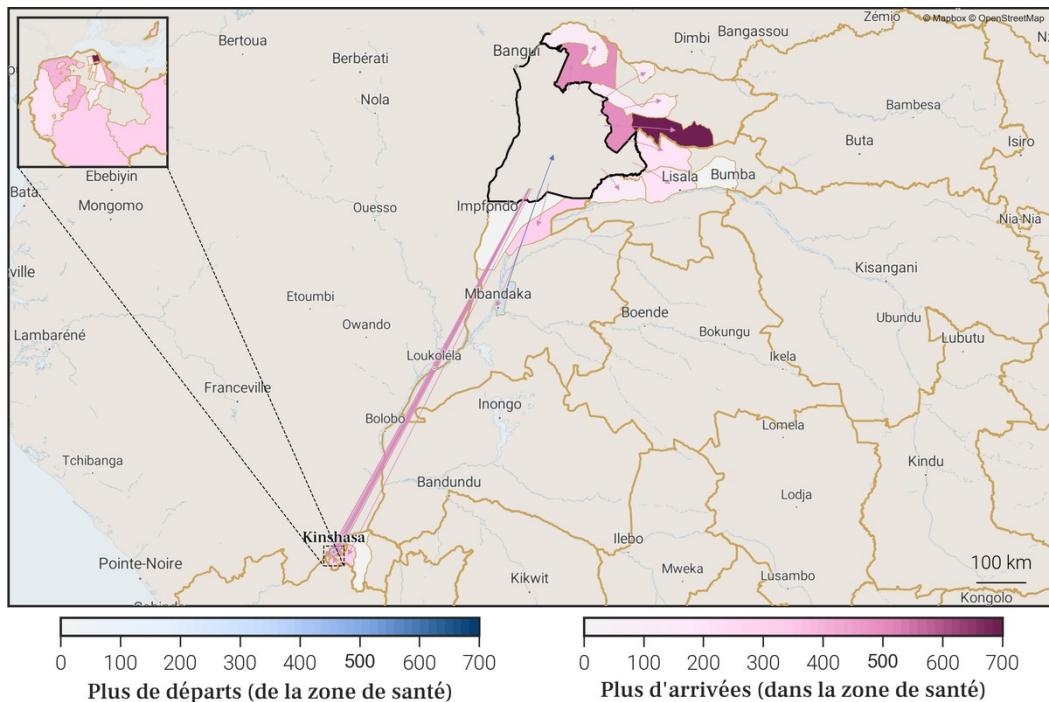 Zémio
© Mapbox © OpenStreetMap
Bertoua
Bangui
Dimbi
Bangassou
Berbérati
Nola
Bambesa
Buta
Isiro
Ebebiyin
Bata
Mongomo
Ouesso
Impfondo
Lisala
Bumba
Nia-Nia
ville
Etoumbi
Mbandaka
Kisangani
Lambaréné
Owando
Boende
Bokungu
Ubundu
Lubutu
Loukoléla
Ikela
Franceville
Inongo
Bolobo
Lomela
Tchibanga
Bandundu
Kindu
Lodja
Kinshasa
Pointe-Noire
Ilebo
Kikwit
Mweka
Lusambo
100 km
Kongolo
0 100 200 300 400 500 600 700
Plus de départs (de la zone de santé)
0 100 200 300 400 500 600 700
Plus d'arrivées (dans la zone de santé)